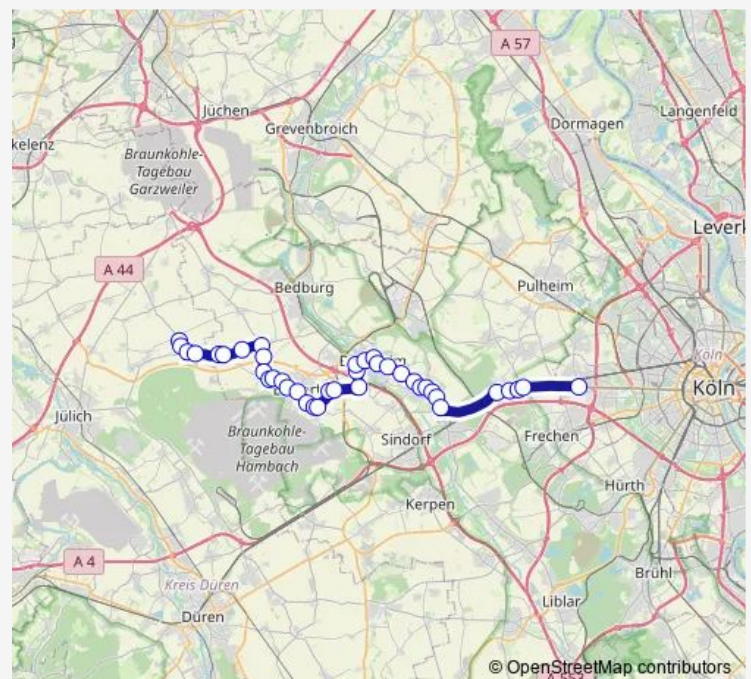 A 57
Jüchen
Langenfeld
Dormagen
Grevenbroich
kelenz
Braunkohle-
Tagebau
Garzweiler
Lever
A 44
Bedburg
Pulheim
Köln
Köln
Jülich
Braunkohle-
Tagebau
Hambach
Sindorf
Frechen
Hürth
Kerpen
A 4
Kreis Düren
Brühl
Liblar
Düren
© OpenStreetMap contributors